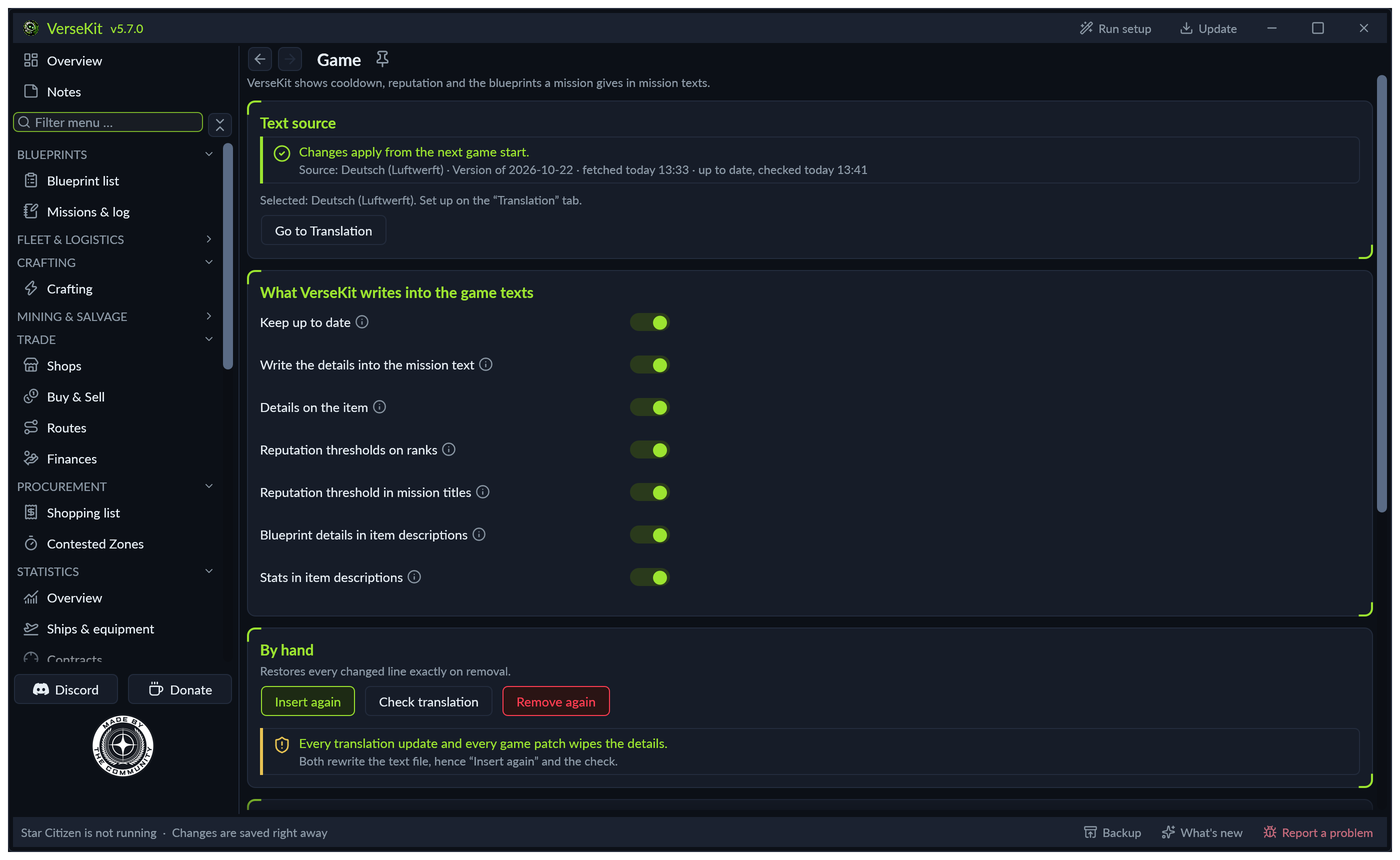 VerseKit v5.7.0
Run setup
Update
Overview
Notes
Filter menu ...
BLUEPRINTS
Blueprint list
Missions & log
FLEET & LOGISTICS
CRAFTING
Crafting
MINING & SALVAGE
TRADE
Shops
Buy & Sell
Routes
Finances
PROCUREMENT
Shopping list
Contested Zones
STATISTICS
Overview
Ships & equipment
Contracts
Discord
Donate
MADE BY
THE COMMUNITY
Game
VerseKit shows cooldown, reputation and the blueprints a mission gives in mission texts.
Text source
Changes apply from the next game start.
Source: Deutsch (Luftwerft) · Version of 2026-10-22 · fetched today 13:33 · up to date, checked today 13:41
Selected: Deutsch (Luftwerft). Set up on the “Translation” tab.
Go to Translation
What VerseKit writes into the game texts
Keep up to date
Write the details into the mission text
Details on the item
Reputation thresholds on ranks
Reputation threshold in mission titles
Blueprint details in item descriptions
Stats in item descriptions
By hand
Restores every changed line exactly on removal.
Insert again
Check translation
Remove again
Every translation update and every game patch wipes the details.
Both rewrite the text file, hence “Insert again” and the check.
Star Citizen is not running · Changes are saved right away
Backup
What's new
Report a problem